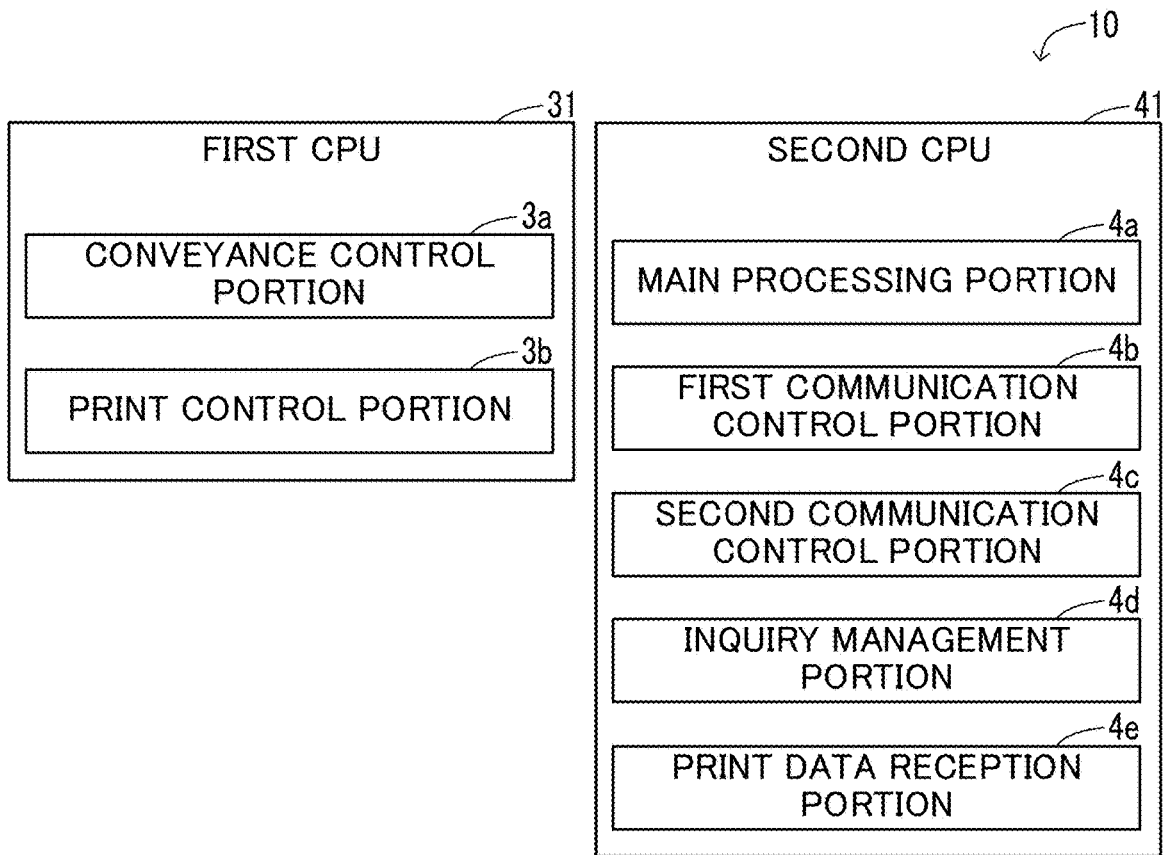 10
31
FIRST CPU
3a
CONVEYANCE CONTROL
PORTION
3b
PRINT CONTROL PORTION
41
SECOND CPU
4a
MAIN PROCESSING PORTION
4b
FIRST COMMUNICATION
CONTROL PORTION
4c
SECOND COMMUNICATION
CONTROL PORTION
4d
INQUIRY MANAGEMENT
PORTION
4e
PRINT DATA RECEPTION
PORTION